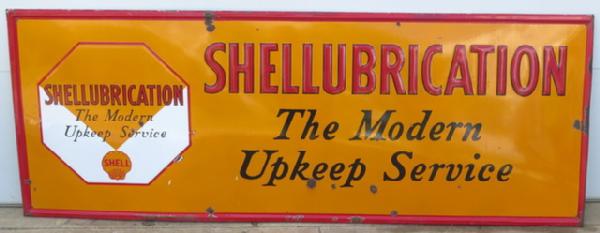 SHELLUBRICATION
The Modern
Upkeep Service
SHELL
SHELLUBRICATION
The Modern
Upkeep Service